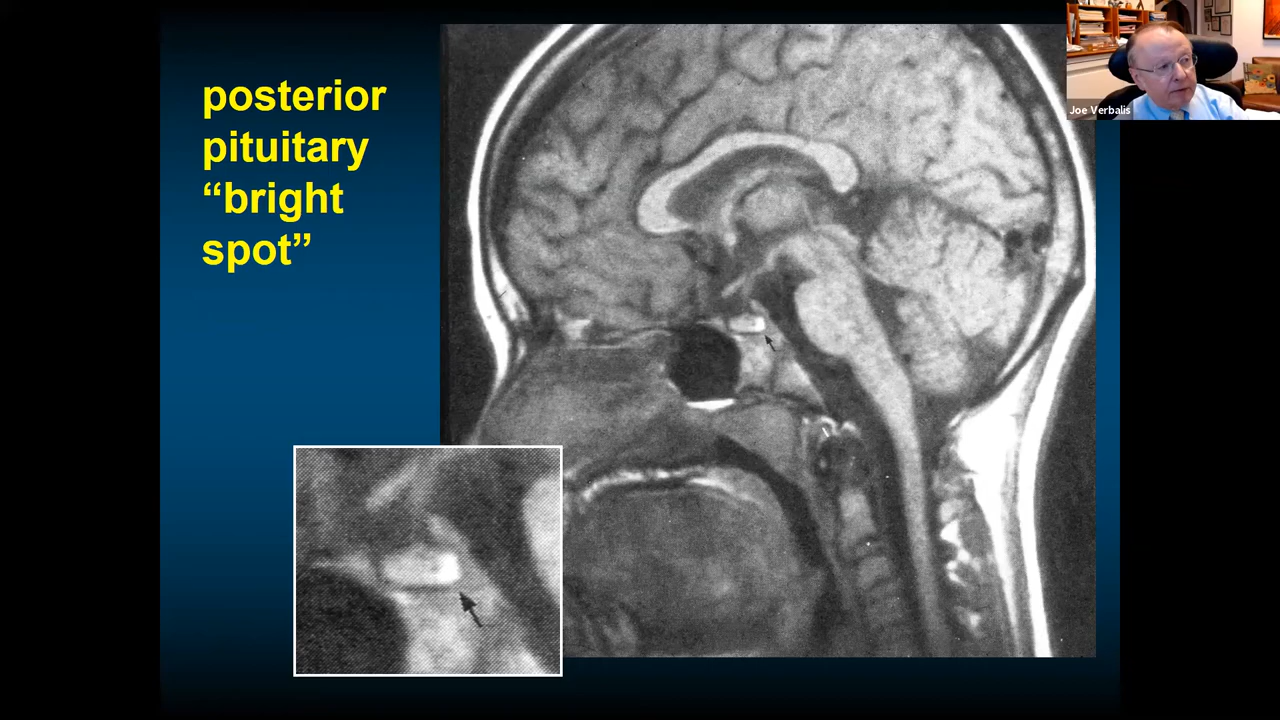 posterior
pituitary
“bright
spot”
Joe Verbalis